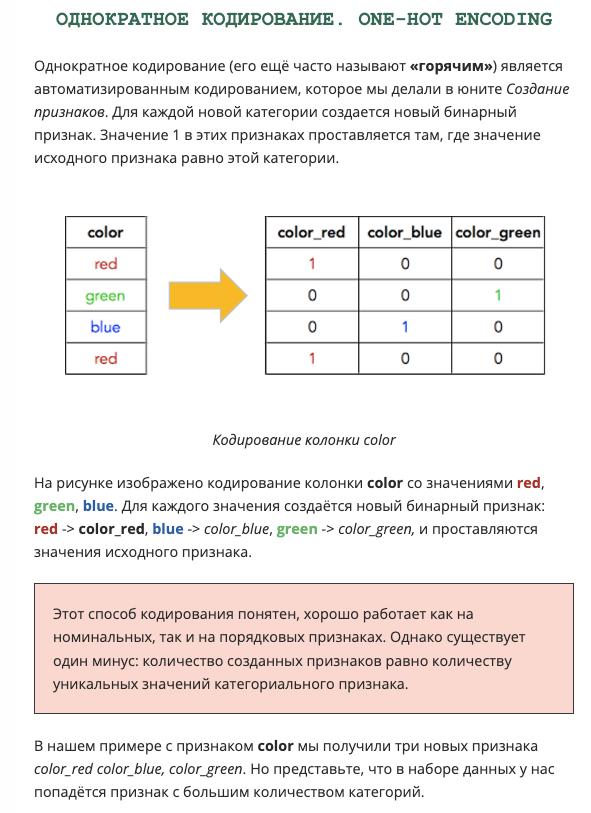 ОДНОКРАТНОЕ КОДИРОВАНИЕ. ONE-HOT ENCODING
Однократное кодирование (его ещё часто называют «горячим») является
автоматизированным кодированием, которое мы делали в юните Создание
признаков. Для каждой новой категории создается новый бинарный
признак. Значение 1 в этих признаках проставляется там, где значение
исходного признака равно этой категории.
color
red
green
blue
red
color_red color_blue color_green
1 0 0
0 0 1
0 1 0
1 0 0
Кодирование колонки color
На рисунке изображено кодирование колонки color со значениями red,
green, blue. Для каждого значения создаётся новый бинарный признак:
red -> color_red, blue -> color_blue, green -> color_green, и проставляются
значения исходного признака.
Этот способ кодирования понятен, хорошо работает как на
номинальных, так и на порядковых признаках. Однако существует
один минус: количество созданных признаков равно количеству
уникальных значений категориального признака.
В нашем примере с признаком color мы получили три новых признака
color_red color_blue, color_green. Но представьте, что в наборе данных у нас
попадётся признак с большим количеством категорий.